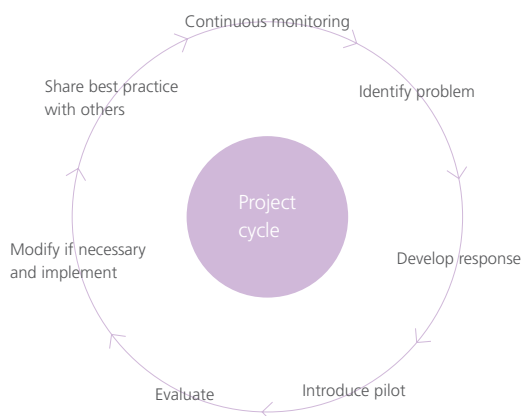 Continuous monitoring
Identify problem
Develop response
Introduce pilot
Evaluate
Modify if necessary
and implement
Share best practice
with others
Project
cycle